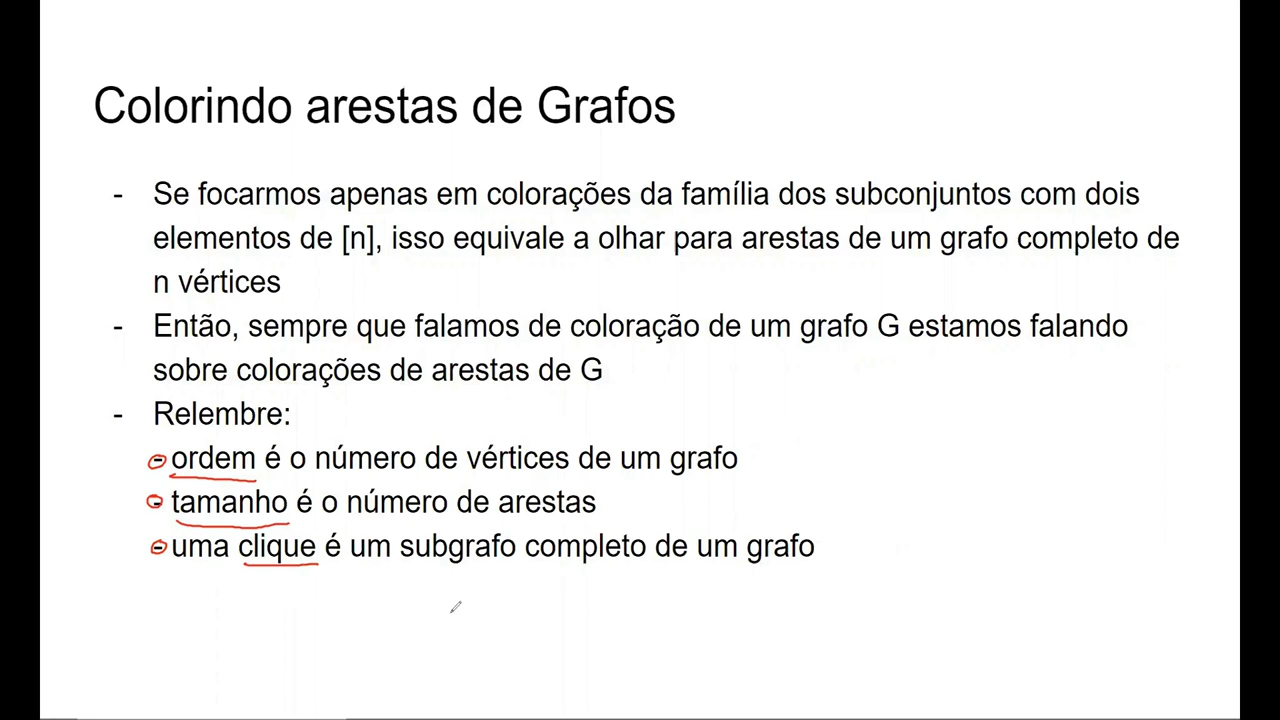 Colorindo arestas de Grafos
- Se focarmos apenas em colorações da família dos subconjuntos com dois
elementos de [n], isso equivale a olhar para arestas de um grafo completo de
n vértices
- Então, sempre que falamos de coloração de um grafo G estamos falando
sobre colorações de arestas de G
- Relembre:
- ordem é o número de vértices de um grafo
- tamanho é o número de arestas
- uma clique é um subgrafo completo de um grafo